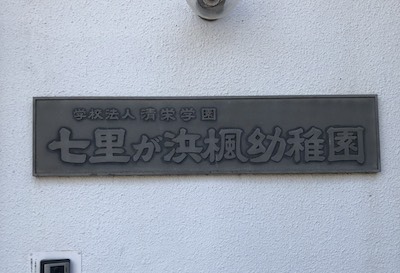 学校法人 清栄学園
七里が浜楓幼稚園